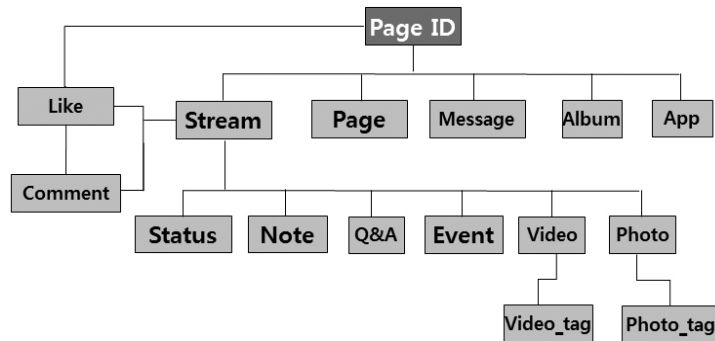 Page ID
Like
Stream
Page
Message
Album
App
Comment
Status
Note
Q&A
Event
Video
Photo
Video_tag
Photo_tag